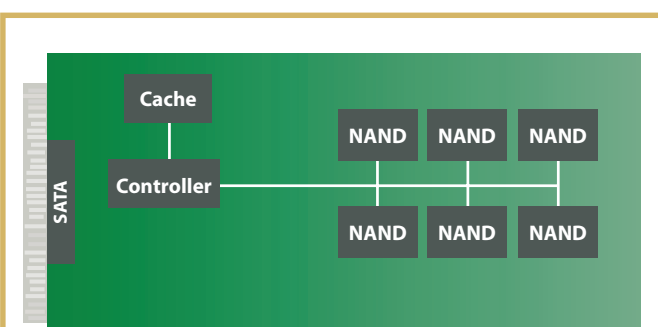 Cache
NAND NAND NAND
Controller
SATA
NAND NAND NAND